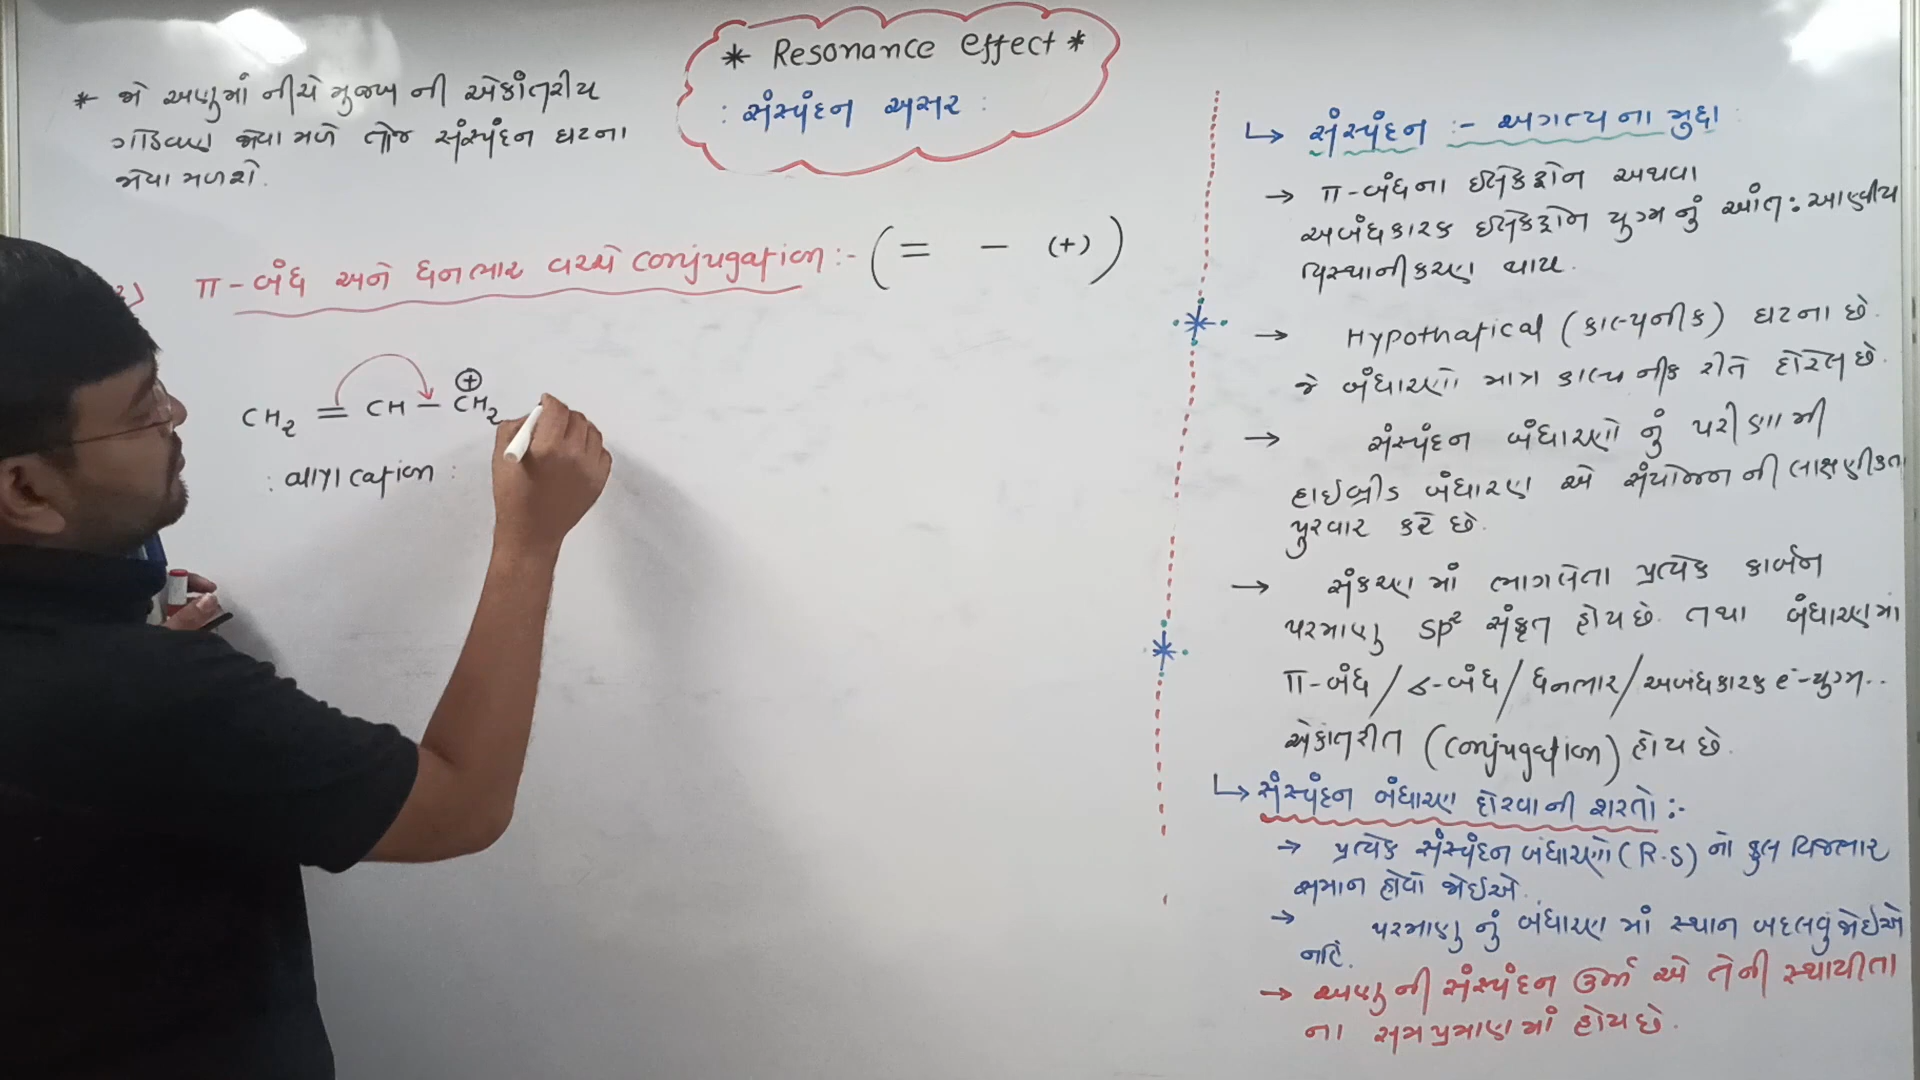 * Resonance effect *
: સંસ્પંદન અસર :
* જે અણુમાં નીચે મુજબ ની એકાંતરીય
ગોઠવણ જોવા મળે તોજ સંસ્પંદન ઘટના
જોવા મળશે.
૨) π-બંધ અને ધનભાર વચ્ચે conjugation :- ( = - (+) )
CH₂ = CH - CH₂ ⊕
: allyl cation :
↳ સંસ્પંદન :- અગત્ય ના મુદ્દા :
→ π-બંધના ઈલેક્ટ્રોન અથવા
અબંધકારક ઈલેક્ટ્રોન યુગ્મ નું આંત: આણ્વીય
વિસ્થાનીકરણ થાય.
→ Hypothatical (કાલ્પનીક) ઘટના છે.
જે બંધારણો માત્ર કાલ્પનીક રીતે દોરેલ છે.
→ સંસ્પંદન બંધારણો નું પરીણામી
હાઈબ્રીડ બંધારણ એ સંયોજન ની લાક્ષણીકતા
પુરવાર કરે છે.
→ સંકરણ માં ભાગલેતા પ્રત્યેક કાર્બન
પરમાણુ sp² સંકૃત હોય છે. તથા બંધારણમાં
π-બંધ / σ-બંધ / ધનભાર / અબંધકારક e⁻-યુગ્મ..
એકાંતરીત (conjugation) હોય છે.
↳ સંસ્પંદન બંધારણ દોરવા ની શરતો :-
→ પ્રત્યેક સંસ્પંદન બંધારણો (R.S) નો કુલ વિજભાર
સમાન હોવો જોઈએ.
→ પરમાણુ નું બંધારણ માં સ્થાન બદલવું જોઈએ
નહિં.
→ અણુ ની સંસ્પંદન ઉર્જા એ તેની સ્થાયીતા
ના સમપ્રમાણ માં હોય છે.